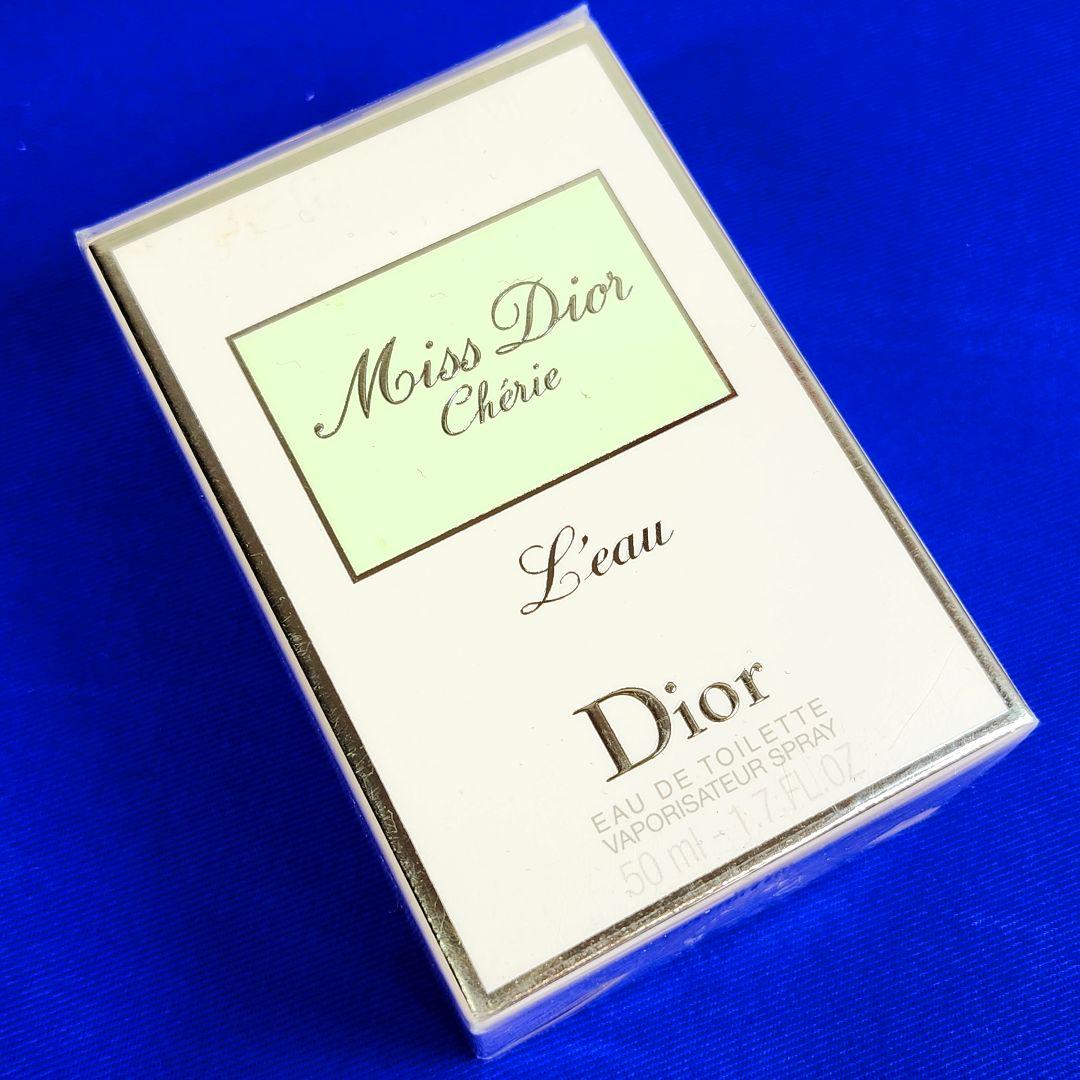 Miss Dior
Chérie
L'eau
Dior
EAU DE TOILETTE
VAPORISATEUR SPRAY
50 ml - 1.7.FL.OZ